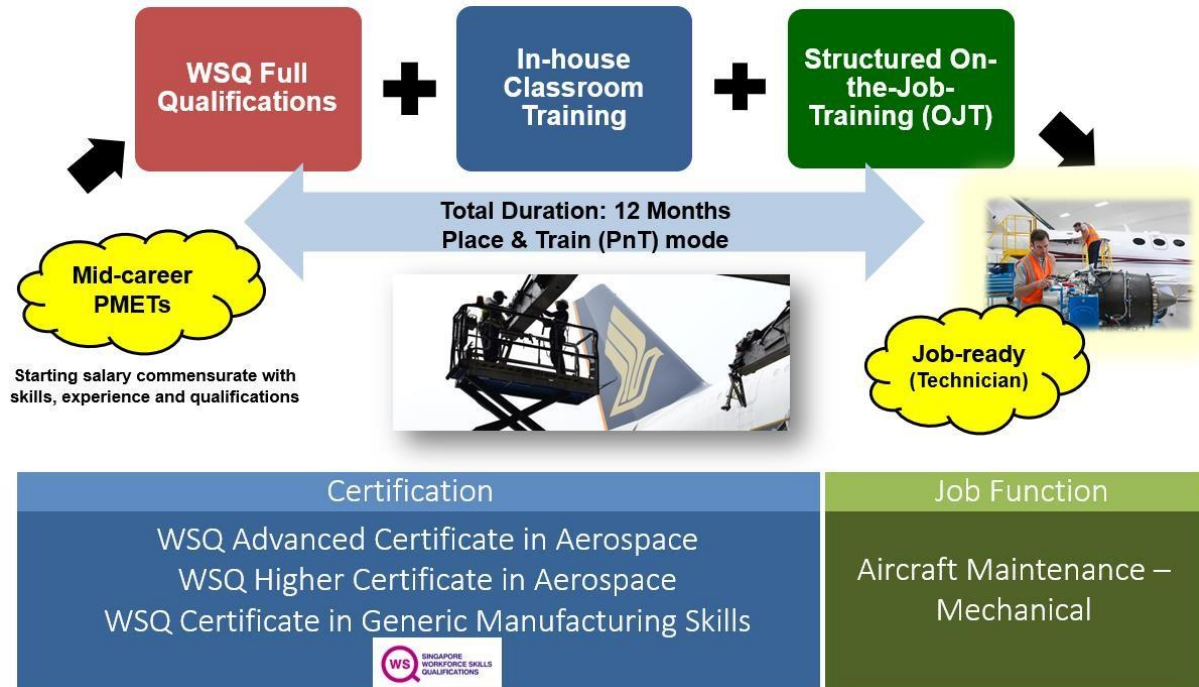 WSQ Full
Qualifications
In-house
Classroom
Training
Structured On-
the-Job-
Training (OJT)
Total Duration: 12 Months
Place & Train (PnT) mode
Mid-career
PMETs
Starting salary commensurate with
skills, experience and qualifications
Job-ready
(Technician)
Certification
WSQ Advanced Certificate in Aerospace
WSQ Higher Certificate in Aerospace
WSQ Certificate in Generic Manufacturing Skills
WS
SINGAPORE
WORKFORCE SKILLS
QUALIFICATIONS
Job Function
Aircraft Maintenance –
Mechanical